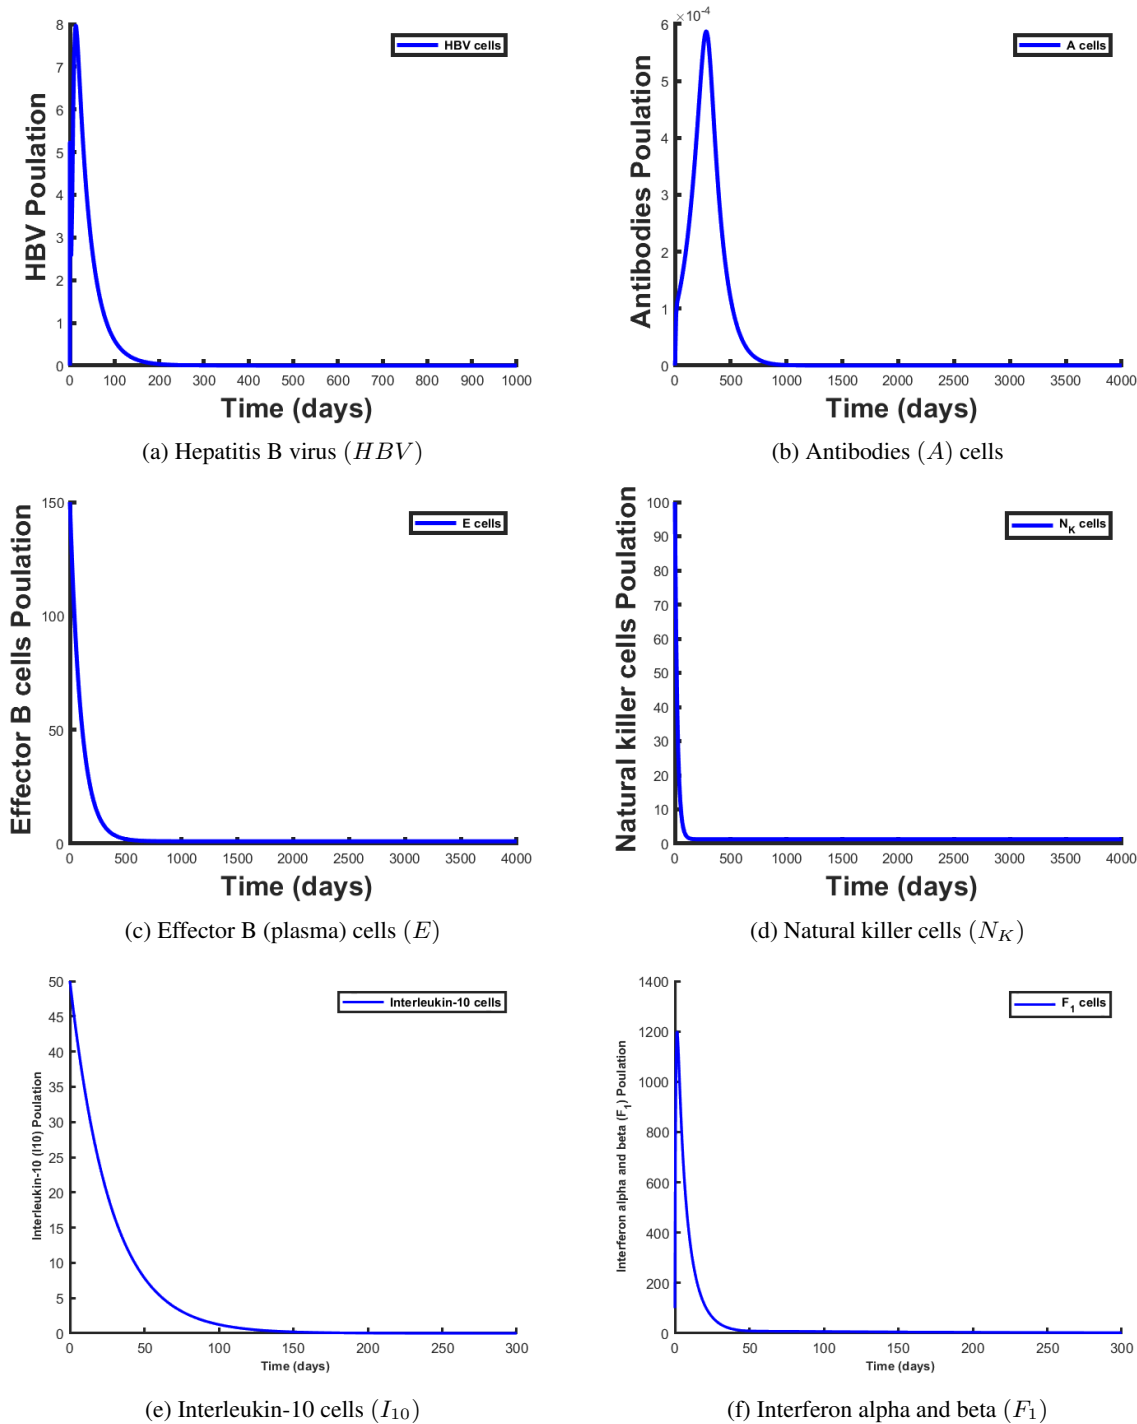 8
7
6
5
4
3
2
1
0
HBV Poulation
HBV cells
0 100 200 300 400 500 600 700 800 900 1000
Time (days)
(a) Hepatitis B virus (HBV)
×10⁻⁴
6
5
4
3
2
1
0
Antibodies Poulation
A cells
0 500 1000 1500 2000 2500 3000 3500 4000
Time (days)
(b) Antibodies (A) cells
150
100
50
0
Effector B cells Poulation
E cells
0 500 1000 1500 2000 2500 3000 3500 4000
Time (days)
(c) Effector B (plasma) cells (E)
100
90
80
70
60
50
40
30
20
10
0
Natural killer cells Poulation
N_K cells
0 500 1000 1500 2000 2500 3000 3500 4000
Time (days)
(d) Natural killer cells (N_K)
50
45
40
35
30
25
20
15
10
5
0
Interleukin-10 (I10) Poulation
Interleukin-10 cells
0 50 100 150 200 250 300
Time (days)
(e) Interleukin-10 cells (I₁₀)
1400
1200
1000
800
600
400
200
0
Interferon alpha and beta (F₁) Poulation
F₁ cells
0 50 100 150 200 250 300
Time (days)
(f) Interferon alpha and beta (F₁)